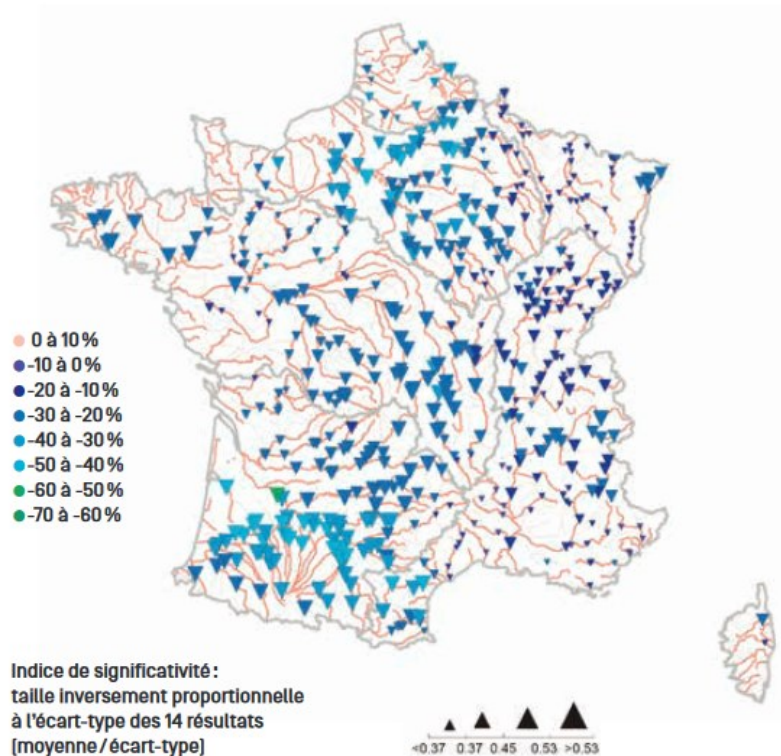 0 à 10 %
-10 à 0 %
-20 à -10 %
-30 à -20 %
-40 à -30 %
-50 à -40 %
-60 à -50 %
-70 à -60 %
Indice de significativité :
taille inversement proportionnelle
à l'écart-type des 14 résultats
(moyenne / écart-type)
<0.37 0.37 0.45 0.53 >0.53